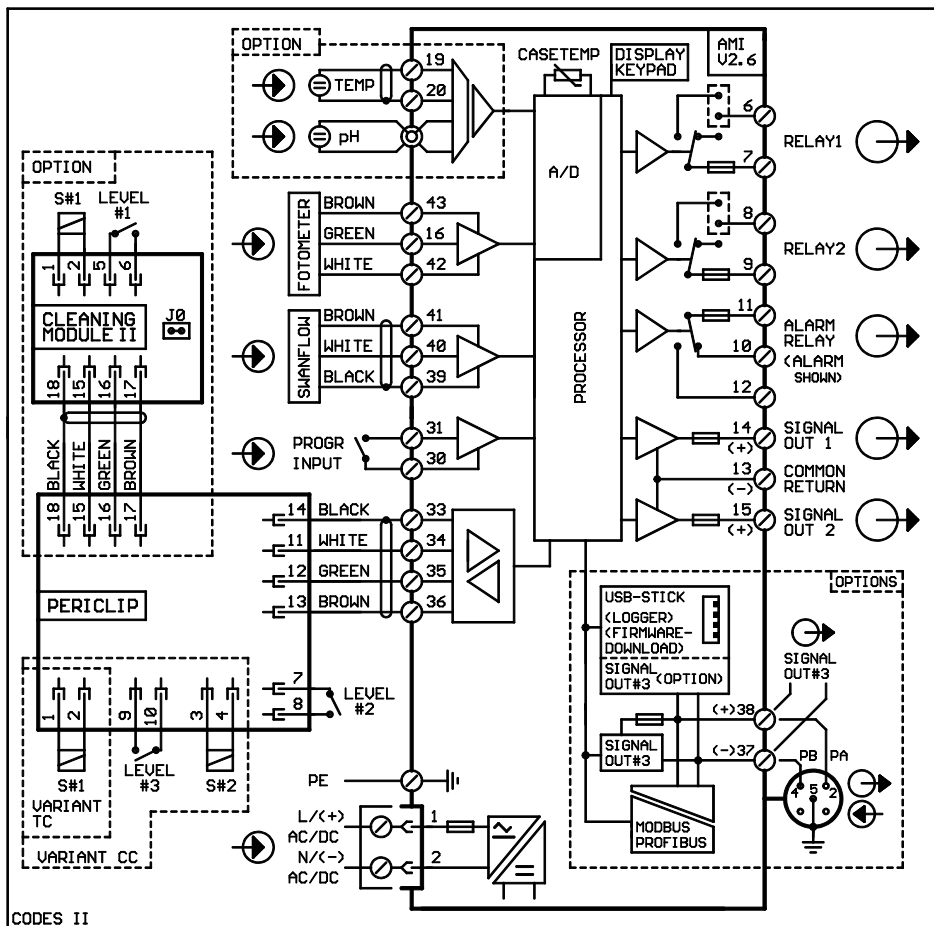 OPTION
TEMP
pH
19
20
CASETEMP
DISPLAY
KEYPAD
AMI
V2.6
A/D
PROCESSOR
6
7
RELAY1
8
9
RELAY2
11
10
12
ALARM
RELAY
(ALARM
SHOWN)
14
(+)
SIGNAL
OUT 1
13
(-)
COMMON
RETURN
15
(+)
SIGNAL
OUT 2
FOTOMETER
BROWN
43
GREEN
16
WHITE
42
SWANFLOW
BROWN
41
WHITE
40
BLACK
39
PROGR
INPUT
31
30
OPTION
S#1
LEVEL
#1
1
2
5
6
CLEANING
MODULE II
J0
18
15
16
17
BLACK
WHITE
GREEN
BROWN
18
15
16
17
14
BLACK
33
11
WHITE
34
12
GREEN
35
13
BROWN
36
PERICLIP
7
8
LEVEL
#2
1
2
9
10
3
4
S#1
LEVEL
#3
S#2
VARIANT
TC
VARIANT CC
PE
L/(+)
AC/DC
1
N/(-)
AC/DC
2
OPTIONS
USB-STICK
(LOGGER)
(FIRMWARE-
DOWNLOAD)
SIGNAL
OUT#3 (OPTION)
SIGNAL
OUT#3
(+)38
SIGNAL
OUT#3
(-)37
PB
PA
4
5
2
MODBUS
PROFIBUS
CODES II